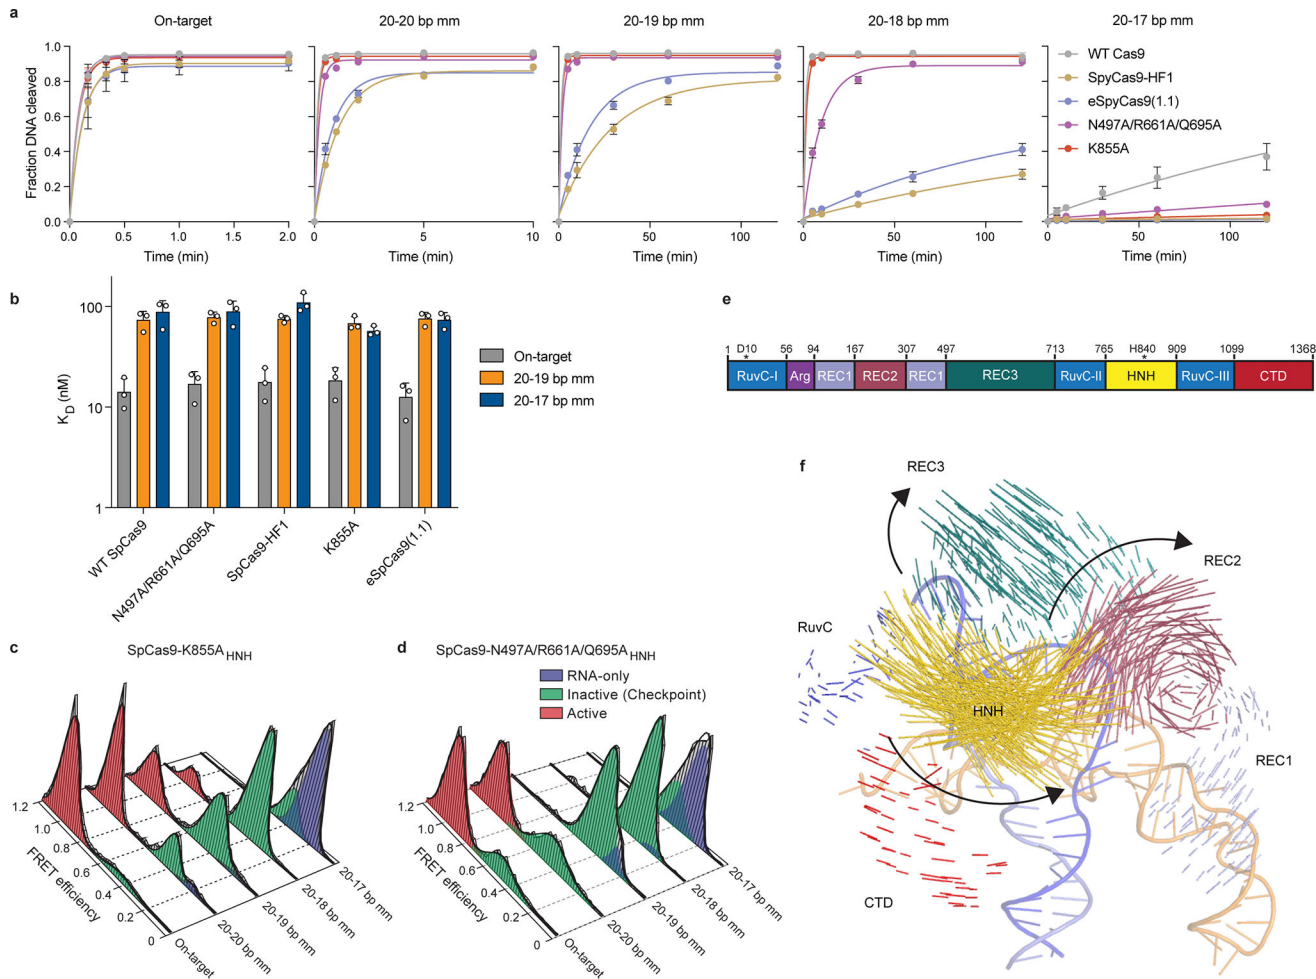 a
On-target
20-20 bp mm
20-19 bp mm
20-18 bp mm
20-17 bp mm
Fraction DNA cleaved
1.0
0.8
0.6
0.4
0.2
0.0
0.0 0.5 1.0 1.5 2.0
0 5 10
0 50 100
0 50 100
0 50 100
Time (min)
Time (min)
Time (min)
Time (min)
Time (min)
WT Cas9
SpyCas9-HF1
eSpyCas9(1.1)
N497A/R661A/Q695A
K855A
b
K_D (nM)
100
10
1
WT SpCas9
N497A/R661A/Q695A
SpCas9-HF1
K855A
eSpCas9(1.1)
On-target
20-19 bp mm
20-17 bp mm
c
SpCas9-K855A_HNH
1.2
1.0
0.8
0.6
0.4
0.2
0
FRET efficiency
On-target
20-20 bp mm
20-19 bp mm
20-18 bp mm
20-17 bp mm
d
SpCas9-N497A/R661A/Q695A_HNH
RNA-only
Inactive (Checkpoint)
Active
1.2
1.0
0.8
0.6
0.4
0.2
0
FRET efficiency
On-target
20-20 bp mm
20-19 bp mm
20-18 bp mm
20-17 bp mm
e
1 D10 56 94 167 307 497 713 765 H840 909 1099 1368
* *
RuvC-I Arg REC1 REC2 REC1 REC3 RuvC-II HNH RuvC-III CTD
f
REC3
REC2
RuvC
HNH
REC1
CTD